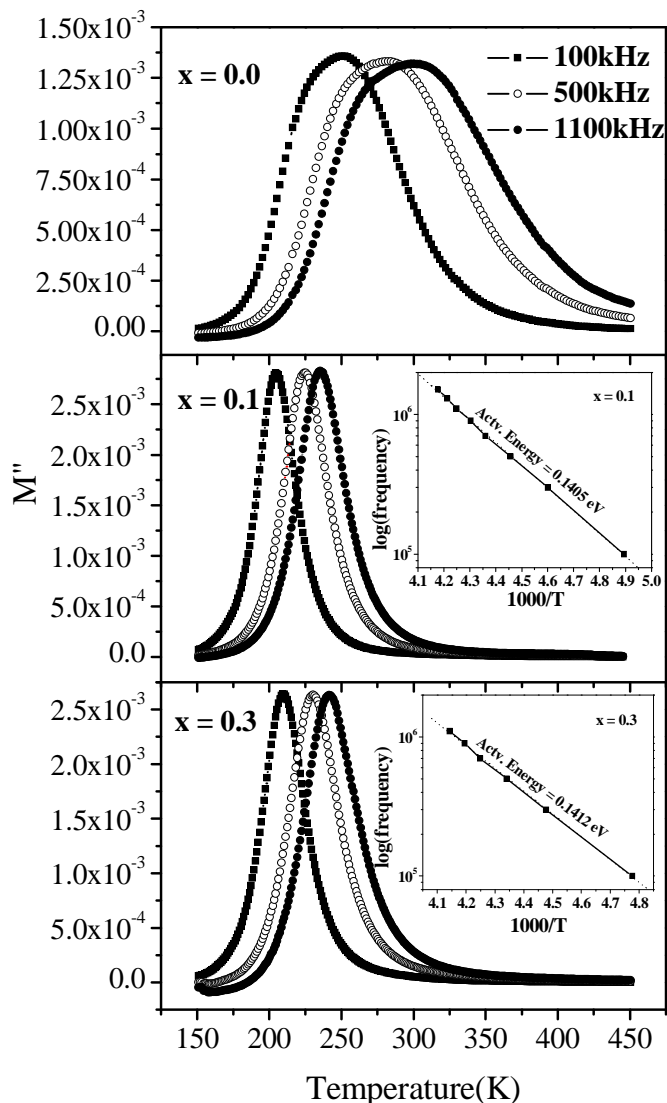 1.50x10⁻³
1.25x10⁻³
1.00x10⁻³
7.50x10⁻⁴
5.00x10⁻⁴
2.50x10⁻⁴
0.00
x = 0.0
100kHz
500kHz
1100kHz
2.5x10⁻³
2.0x10⁻³
1.5x10⁻³
1.0x10⁻³
5.0x10⁻⁴
0.0
M"
x = 0.1
x = 0.1
Actv. Energy = 0.1405 eV
log(frequency)
10⁶
10⁵
4.1 4.2 4.3 4.4 4.5 4.6 4.7 4.8 4.9 5.0
1000/T
2.5x10⁻³
2.0x10⁻³
1.5x10⁻³
1.0x10⁻³
5.0x10⁻⁴
0.0
x = 0.3
x = 0.3
Actv. Energy = 0.1412 eV
log(frequency)
10⁶
10⁵
4.1 4.2 4.3 4.4 4.5 4.6 4.7 4.8
1000/T
150 200 250 300 350 400 450
Temperature(K)